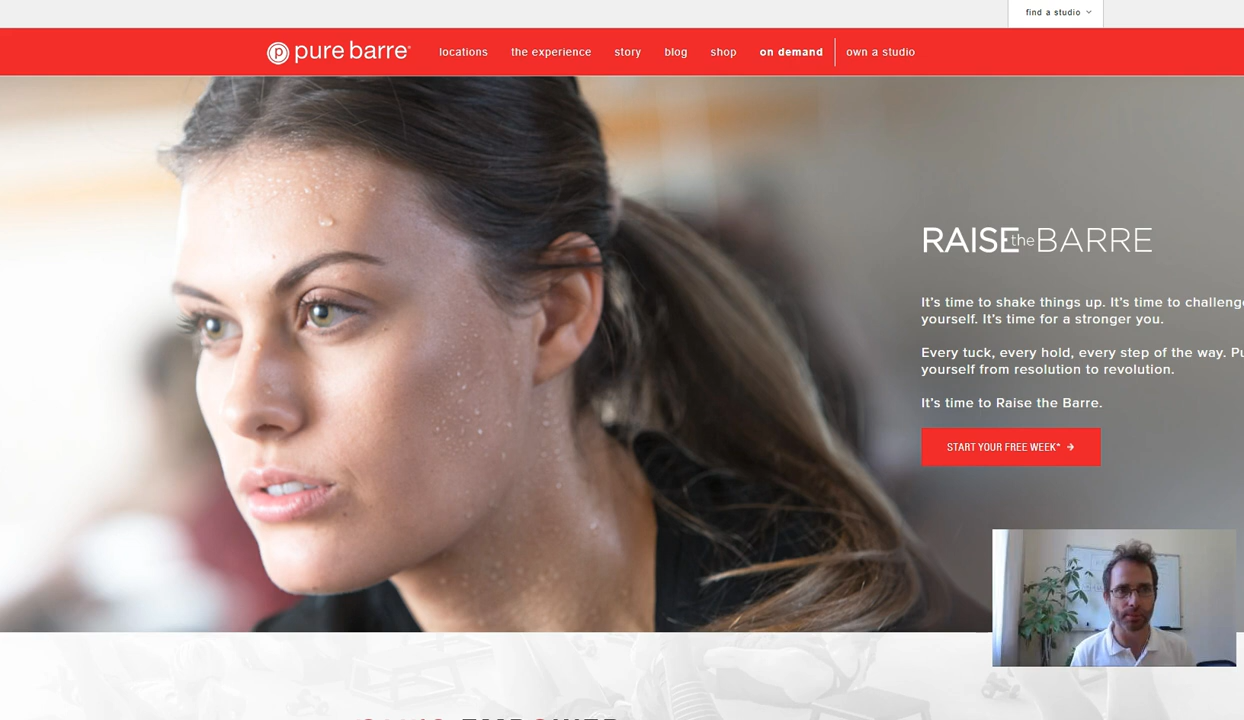 find a studio
pure barre
locations the experience story blog shop on demand own a studio
RAISE the BARRE
It's time to shake things up. It's time to challenge
yourself. It's time for a stronger you.
Every tuck, every hold, every step of the way.
yourself from resolution to revolution.
It's time to Raise the Barre.
START YOUR FREE WEEK* →